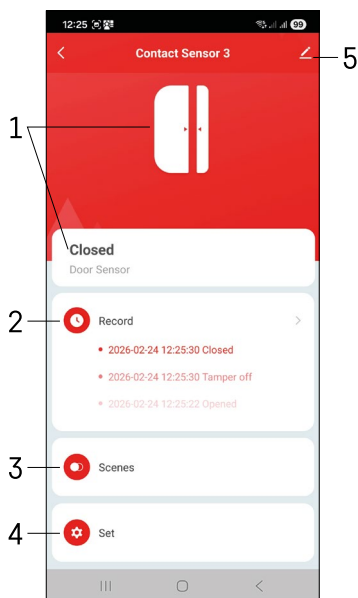 12:25 99
Contact Sensor 3
5
1
Closed
Door Sensor
2
Record
2026-02-24 12:25:30 Closed
2026-02-24 12:25:30 Tamper off
2026-02-24 12:25:22 Opened
3
Scenes
4
Set